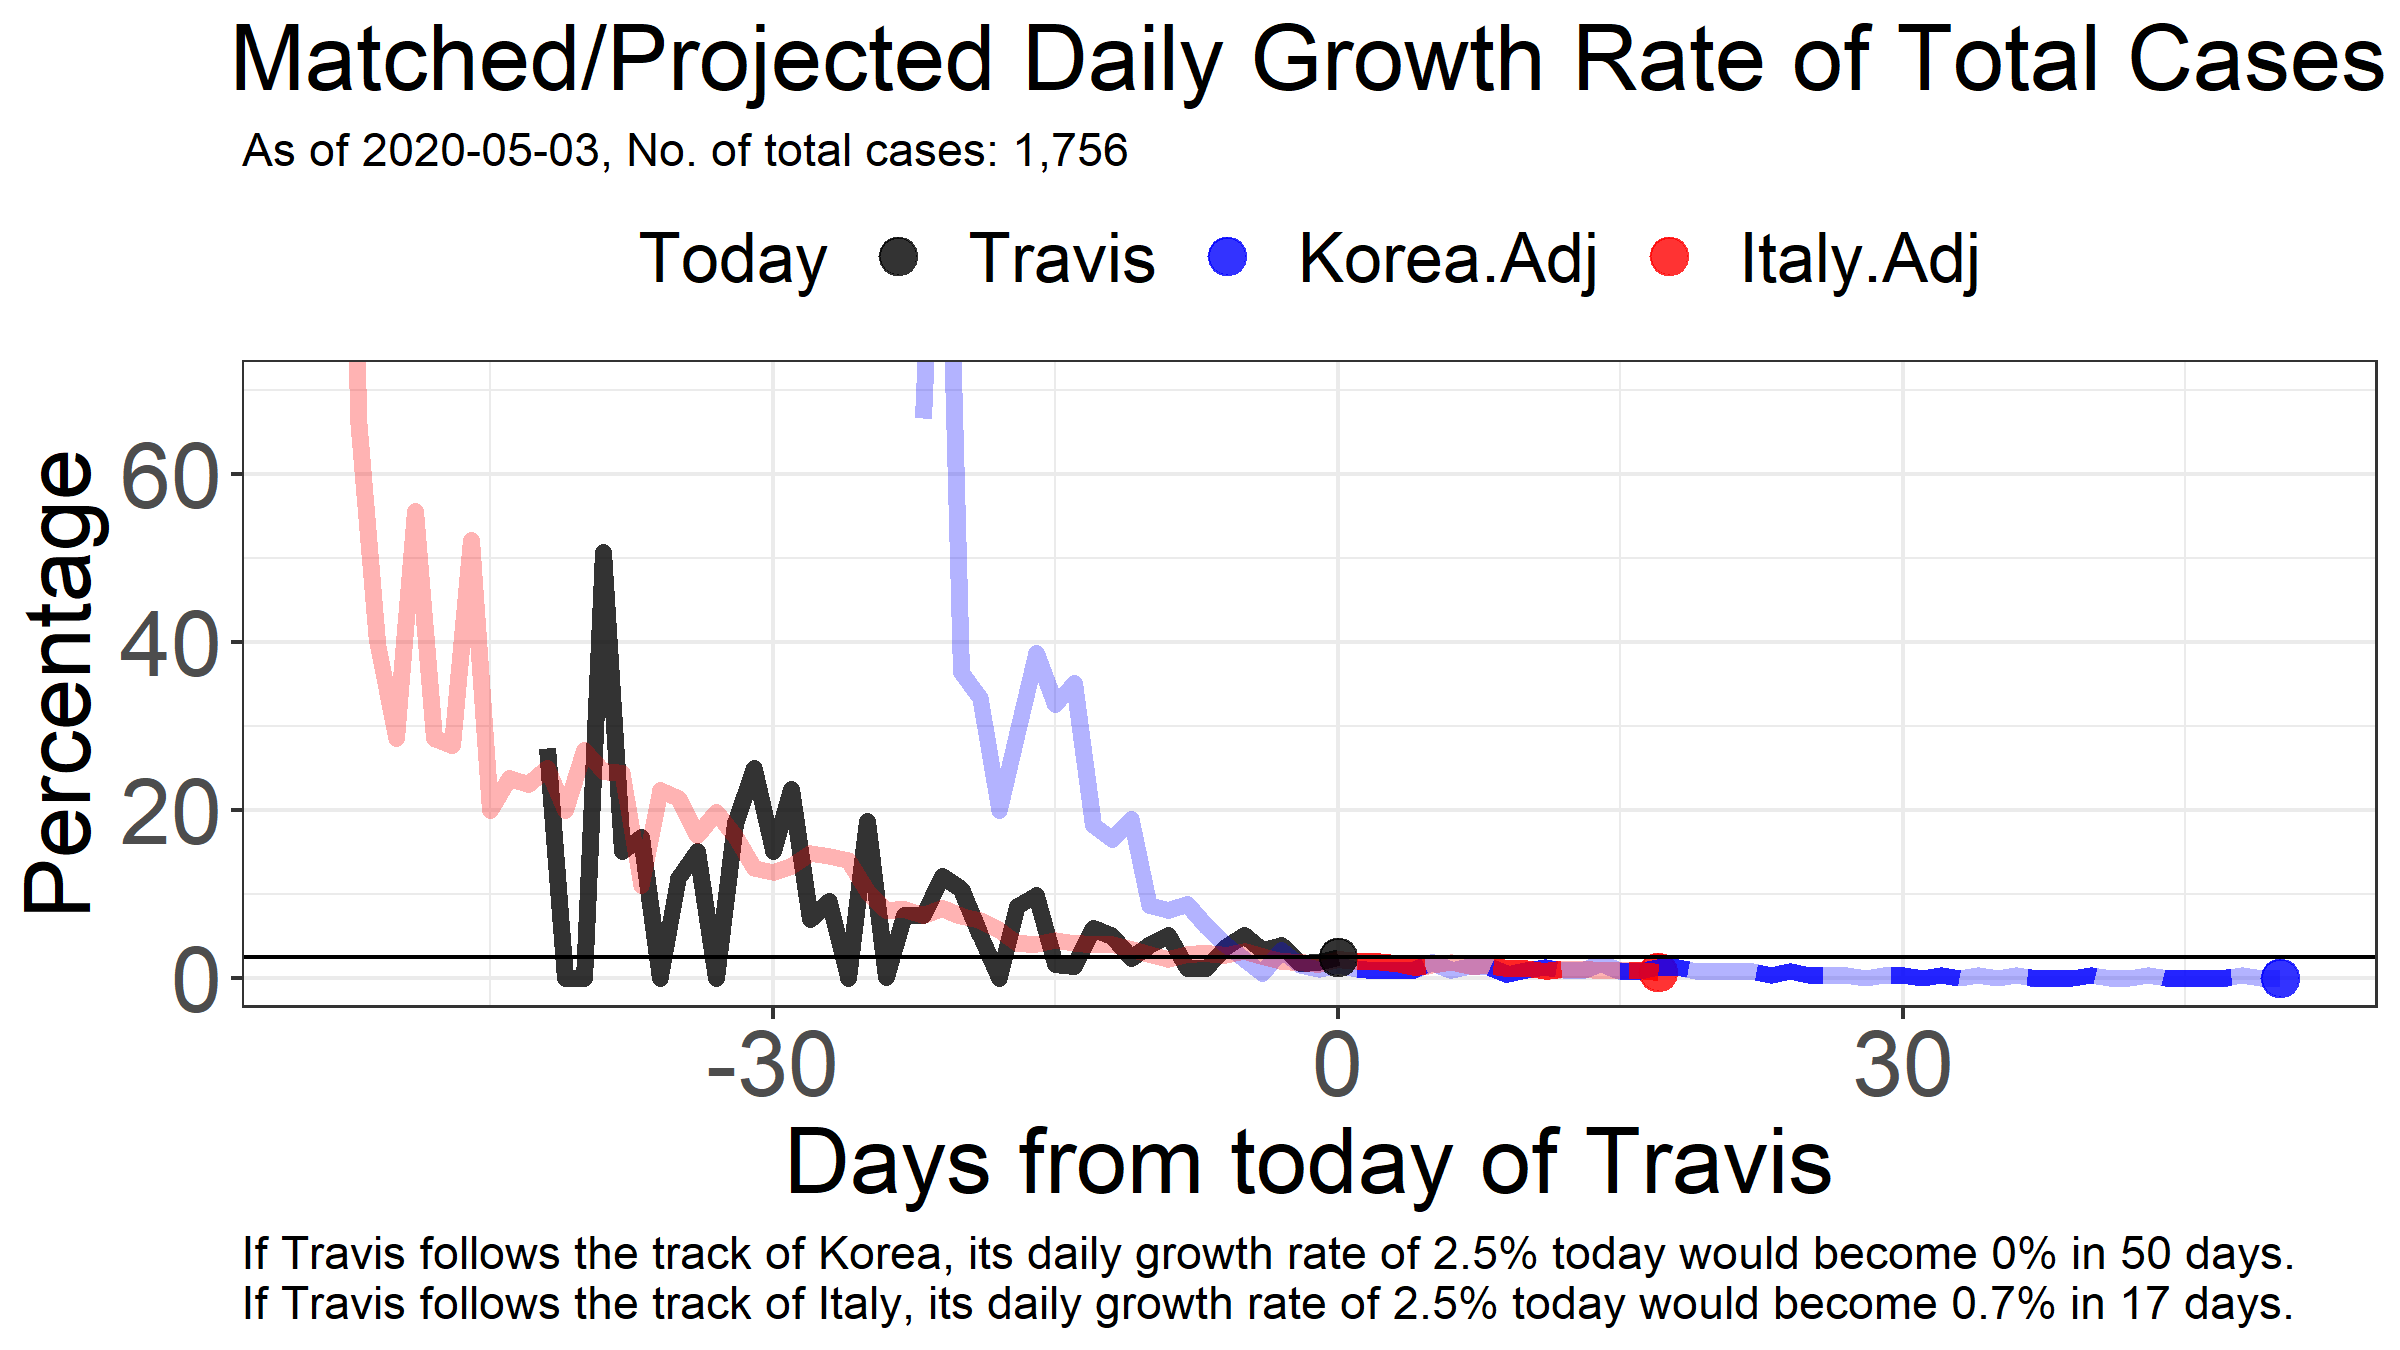 Matched/Projected Daily Growth Rate of Total Cases
As of 2020-05-03, No. of total cases: 1,756
Today Travis Korea.Adj Italy.Adj
Percentage
60
40
20
0
-30 0 30
Days from today of Travis
If Travis follows the track of Korea, its daily growth rate of 2.5% today would become 0% in 50 days.
If Travis follows the track of Italy, its daily growth rate of 2.5% today would become 0.7% in 17 days.